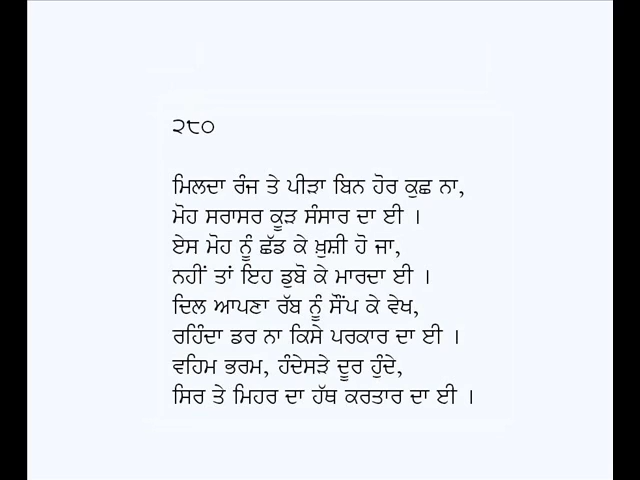 ੨੮੦
ਮਿਲਦਾ ਰੰਜ ਤੇ ਪੀੜਾ ਬਿਨ ਹੋਰ ਕੁਛ ਨਾ,
ਮੋਹ ਸਰਾਸਰ ਕੂੜ ਸੰਸਾਰ ਦਾ ਈ ।
ਏਸ ਮੋਹ ਨੂੰ ਛੱਡ ਕੇ ਖ਼ੁਸ਼ੀ ਹੋ ਜਾ,
ਨਹੀਂ ਤਾਂ ਇਹ ਡੁਬੋ ਕੇ ਮਾਰਦਾ ਈ ।
ਦਿਲ ਆਪਣਾ ਰੱਬ ਨੂੰ ਸੌਂਪ ਕੇ ਵੇਖ,
ਰਹਿੰਦਾ ਡਰ ਨਾ ਕਿਸੇ ਪਰਕਾਰ ਦਾ ਈ ।
ਵਹਿਮ ਭਰਮ, ਹੰਦੇਸੜੇ ਦੂਰ ਹੁੰਦੇ,
ਸਿਰ ਤੇ ਮਿਹਰ ਦਾ ਹੱਥ ਕਰਤਾਰ ਦਾ ਈ ।